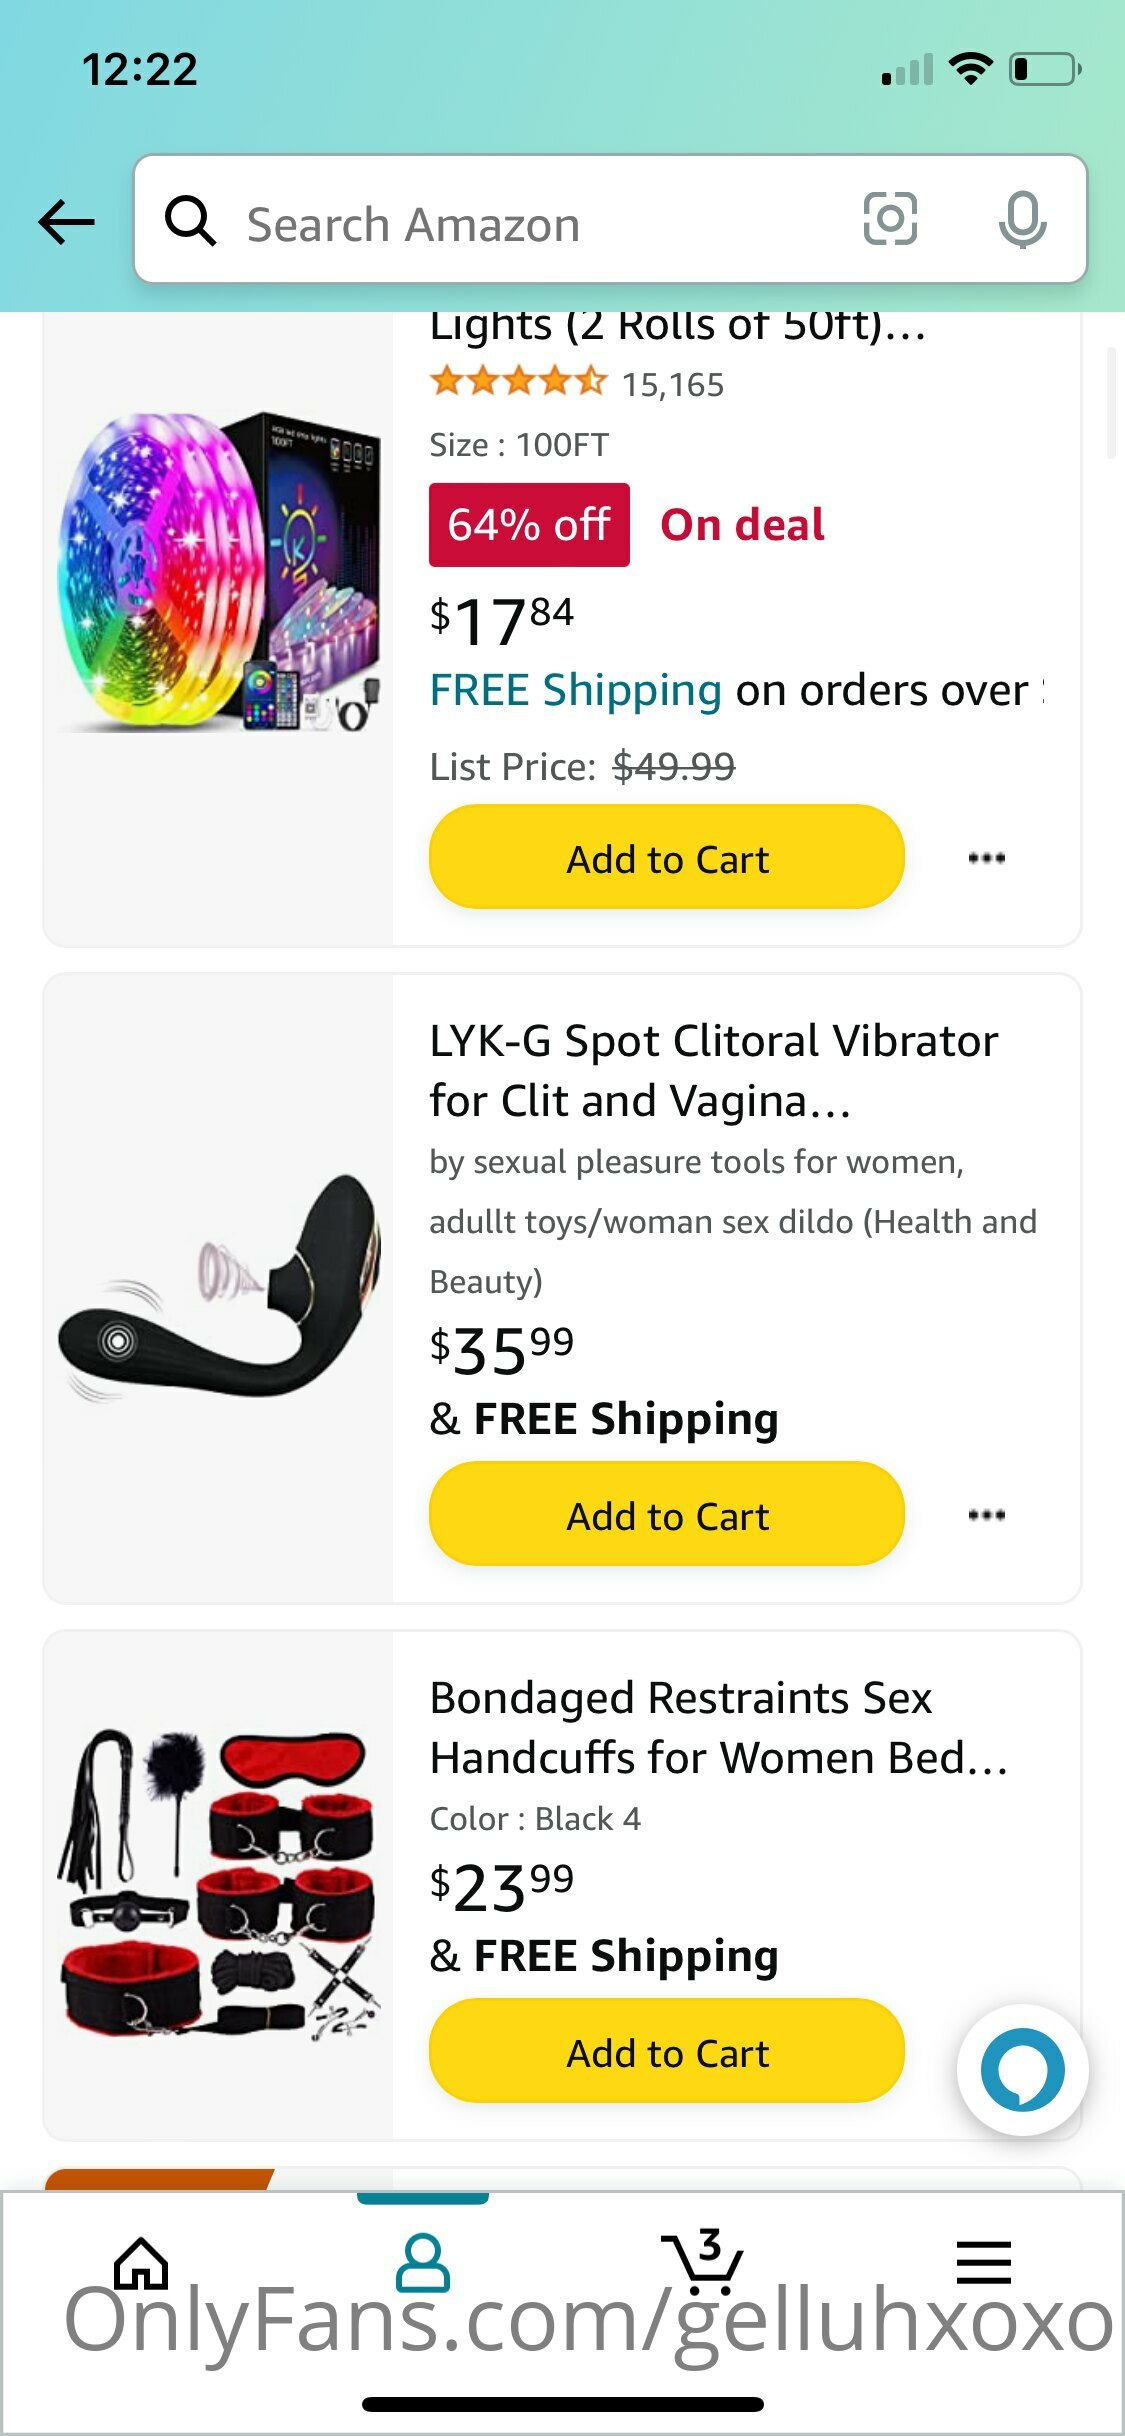 12:22
Search Amazon
Lights (2 Rolls of 50ft)...
15,165
Size : 100FT
64% off On deal
$17 84
FREE Shipping on orders over
List Price: $49.99
Add to Cart
LYK-G Spot Clitoral Vibrator
for Clit and Vagina...
by sexual pleasure tools for women,
adullt toys/woman sex dildo (Health and
Beauty)
$35 99
& FREE Shipping
Add to Cart
Bondaged Restraints Sex
Handcuffs for Women Bed...
Color : Black 4
$23 99
& FREE Shipping
Add to Cart
3
OnlyFans.com/gelluhxoxo